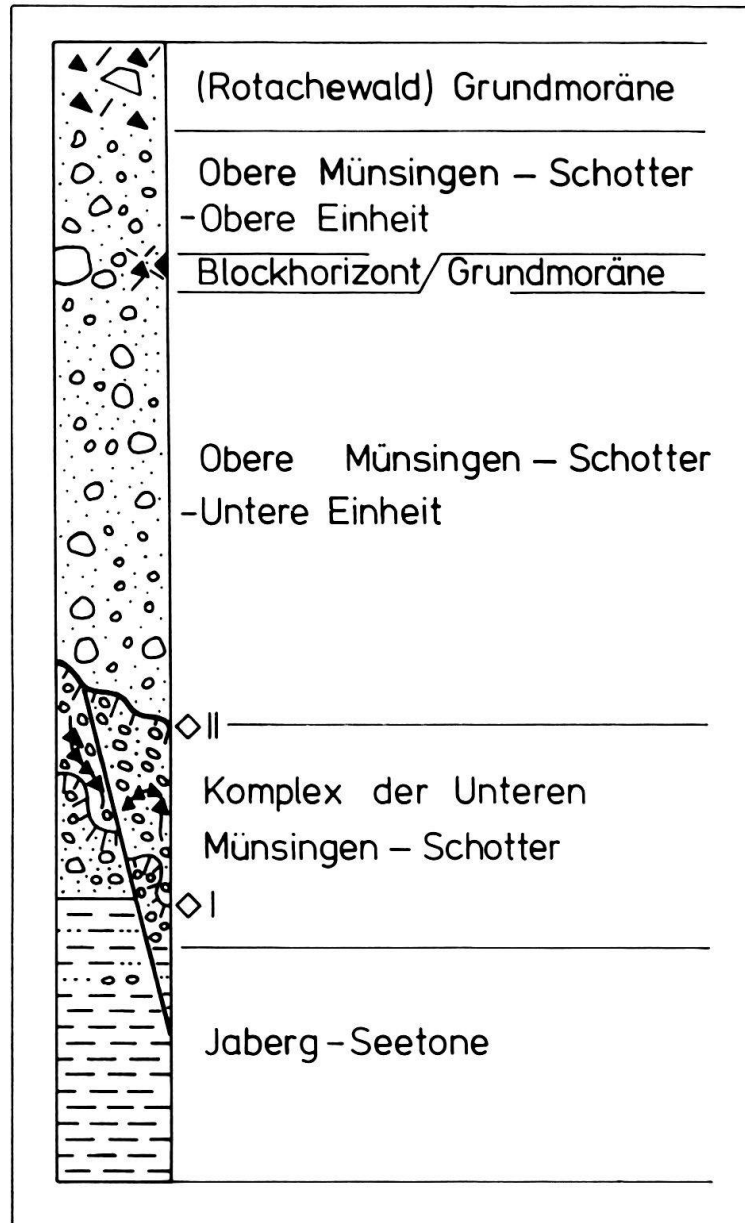 (Rotachewald) Grundmoräne
Obere Münsingen – Schotter
-Obere Einheit
Blockhorizont/Grundmoräne
Obere Münsingen – Schotter
-Untere Einheit
◇ II
Komplex der Unteren
Münsingen – Schotter
◇ I
Jaberg – Seetone